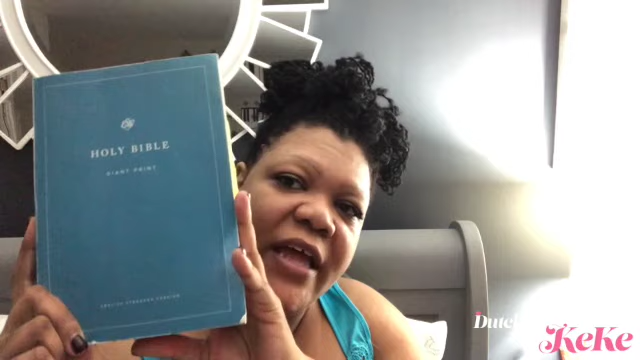 HOLY BIBLE
GIANT PRINT
ENGLISH STANDARD VERSION
Dutch
KeKe